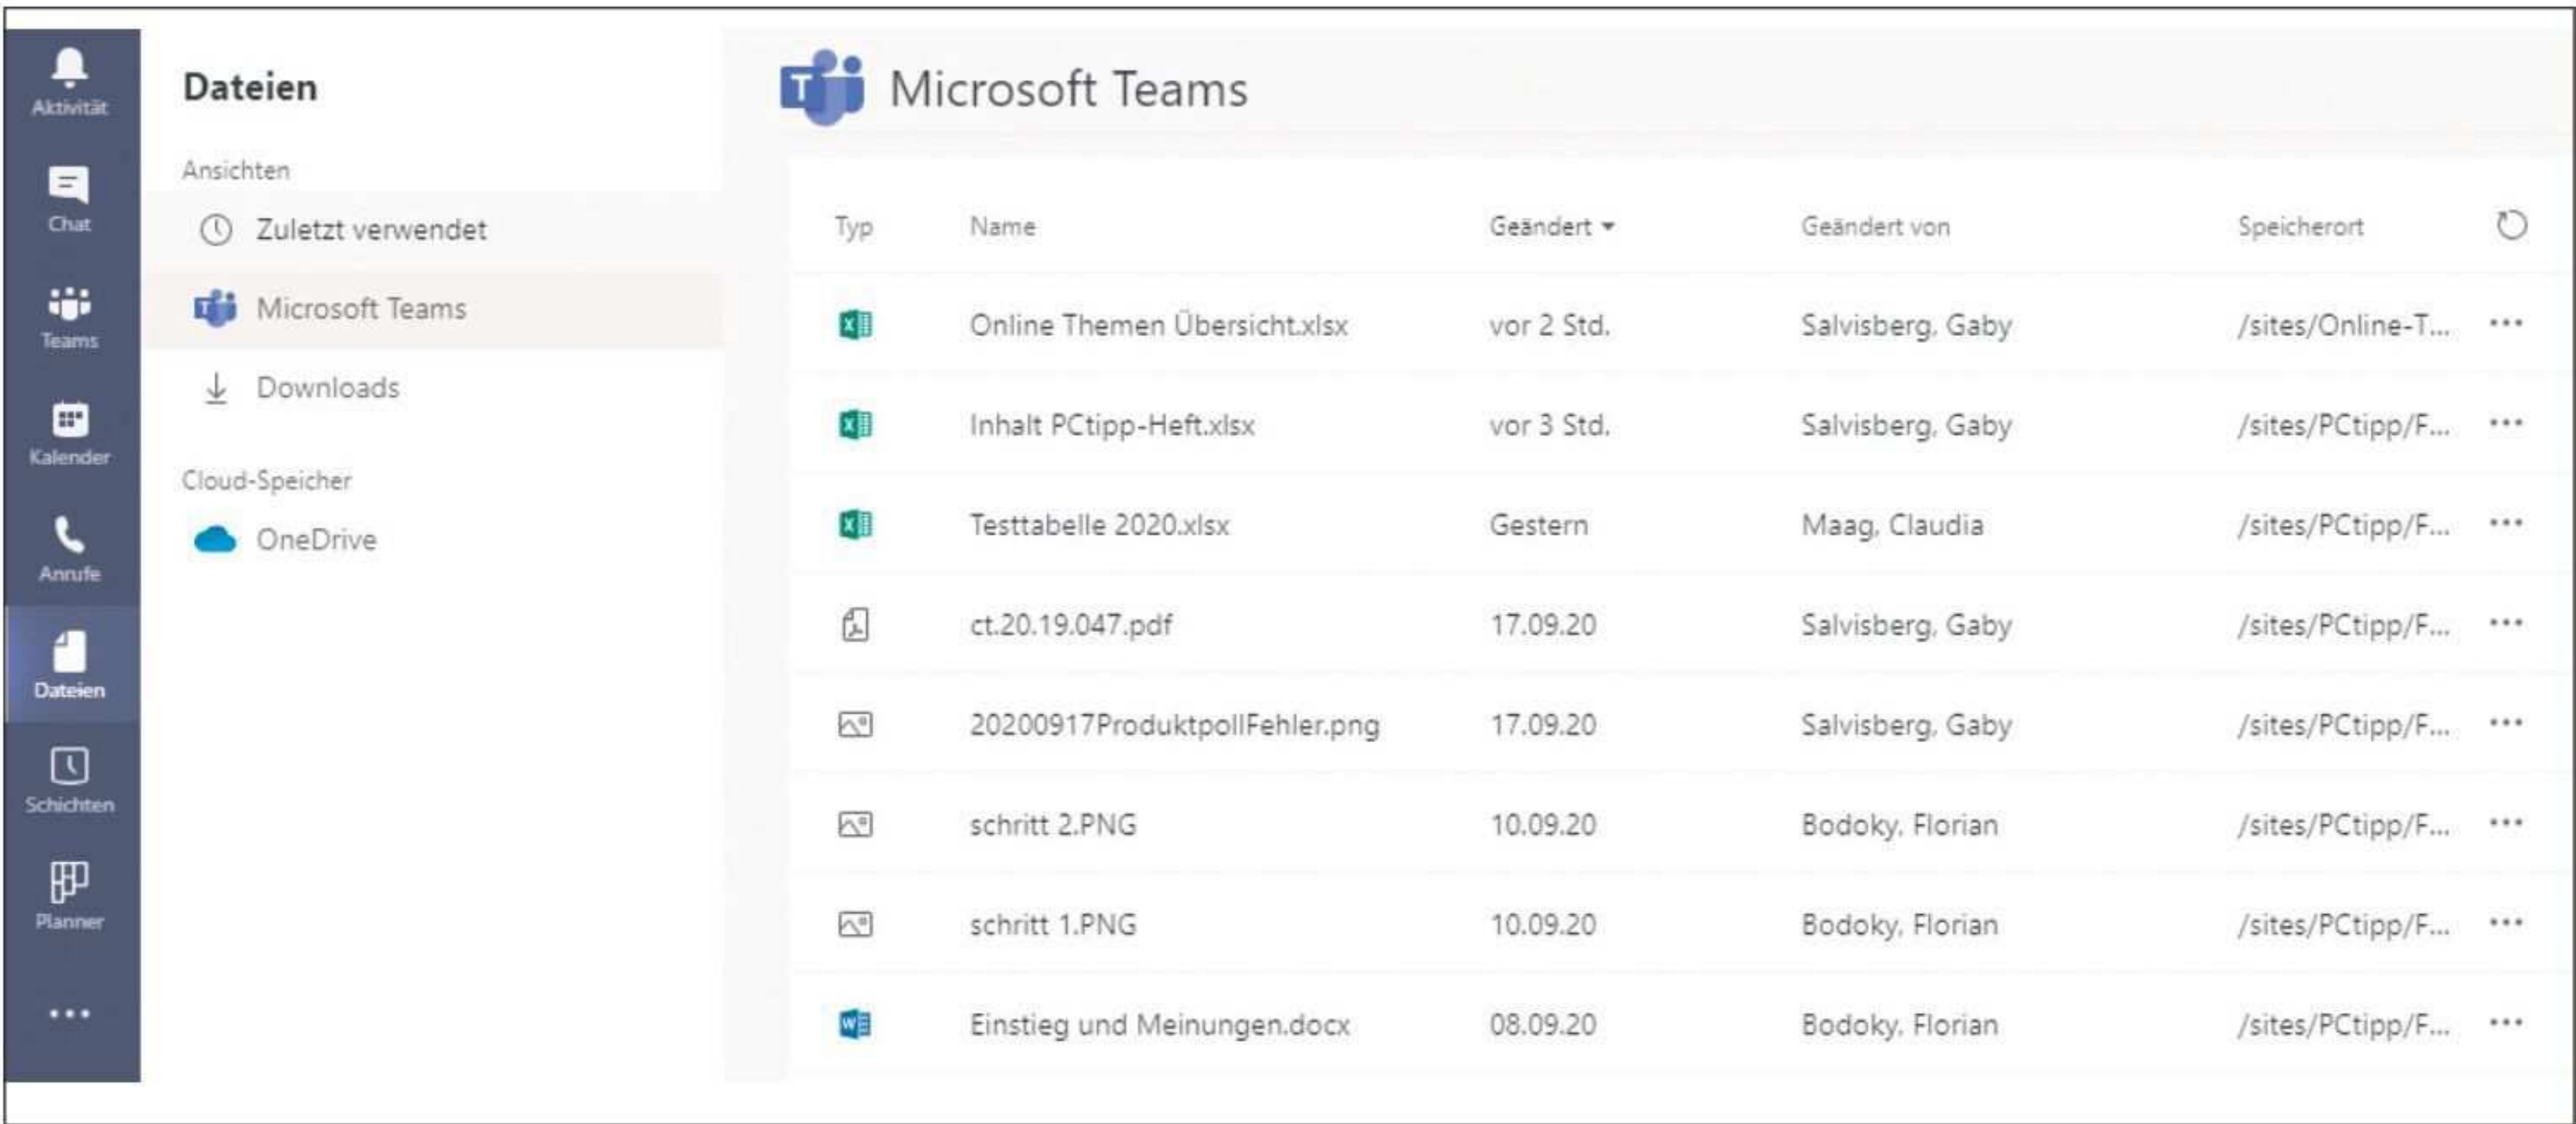 Aktivität
Chat
Teams
Kalender
Anrufe
Dateien
Schichten
Planner
Dateien
Ansichten
Zuletzt verwendet
Microsoft Teams
Downloads
Cloud-Speicher
OneDrive
Microsoft Teams
Typ Name Geändert Geändert von Speicherort
Online Themen Übersicht.xlsx vor 2 Std. Salvisberg, Gaby /sites/Online-T...
Inhalt PCtipp-Heft.xlsx vor 3 Std. Salvisberg, Gaby /sites/PCtipp/F...
Testtabelle 2020.xlsx Gestern Maag, Claudia /sites/PCtipp/F...
ct.20.19.047.pdf 17.09.20 Salvisberg, Gaby /sites/PCtipp/F...
20200917ProduktpollFehler.png 17.09.20 Salvisberg, Gaby /sites/PCtipp/F...
schritt 2.PNG 10.09.20 Bodoky, Florian /sites/PCtipp/F...
schritt 1.PNG 10.09.20 Bodoky, Florian /sites/PCtipp/F...
Einstieg und Meinungen.docx 08.09.20 Bodoky, Florian /sites/PCtipp/F...